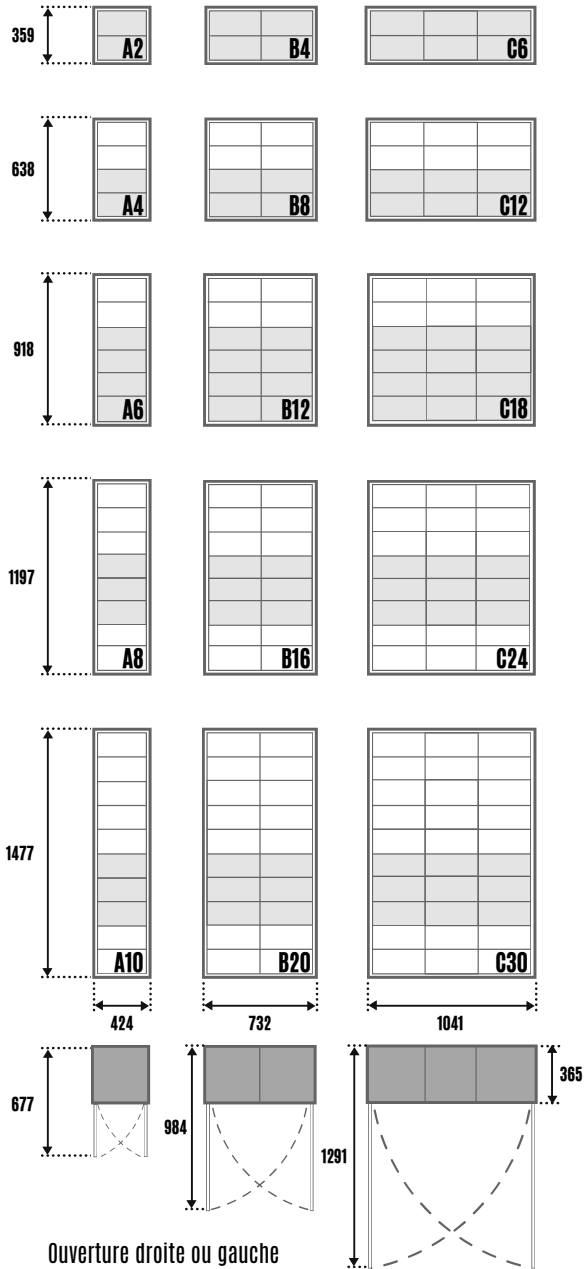 359
A2
B4
C6
638
A4
B8
C12
918
A6
B12
C18
1197
A8
B16
C24
1477
A10
B20
C30
424
732
1041
677
984
1291
365
Ouverture droite ou gauche